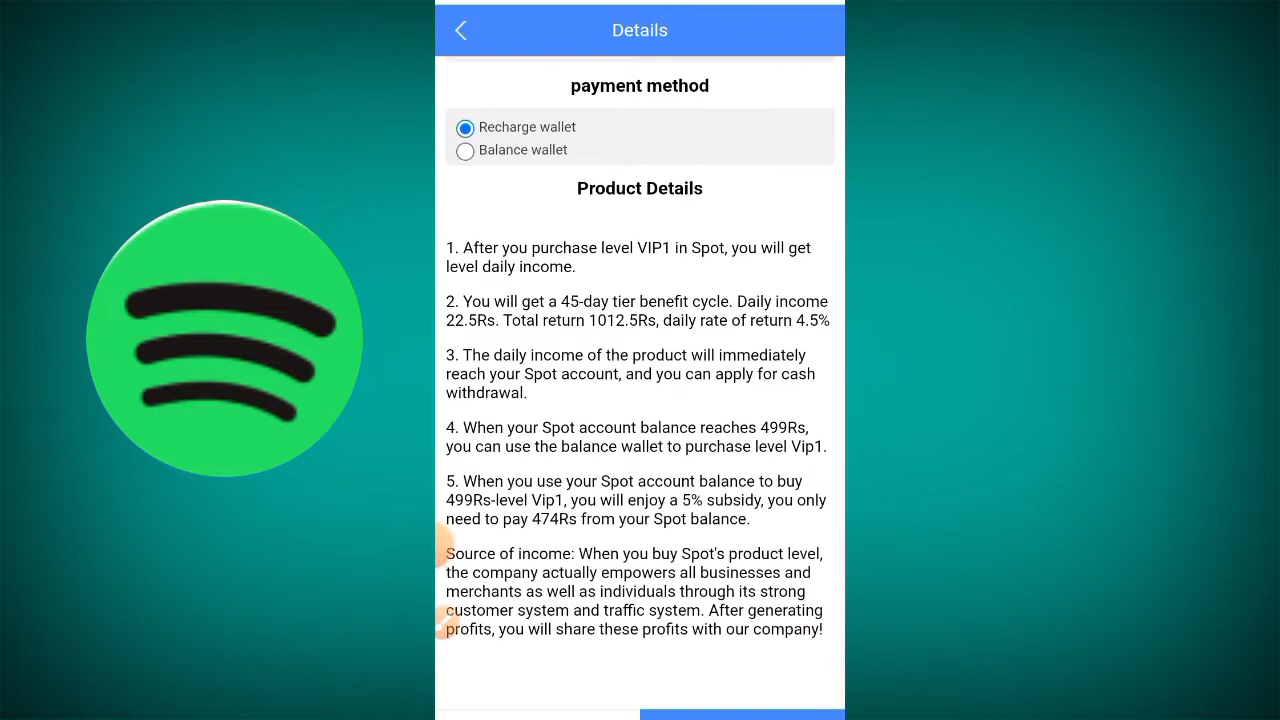 Details
payment method
Recharge wallet
Balance wallet
Product Details
1. After you purchase level VIP1 in Spot, you will get
level daily income.
2. You will get a 45-day tier benefit cycle. Daily income
22.5Rs. Total return 1012.5Rs, daily rate of return 4.5%
3. The daily income of the product will immediately
reach your Spot account, and you can apply for cash
withdrawal.
4. When your Spot account balance reaches 499Rs,
you can use the balance wallet to purchase level Vip1.
5. When you use your Spot account balance to buy
499Rs-level Vip1, you will enjoy a 5% subsidy, you only
need to pay 474Rs from your Spot balance.
Source of income: When you buy Spot's product level,
the company actually empowers all businesses and
merchants as well as individuals through its strong
customer system and traffic system. After generating
profits, you will share these profits with our company!